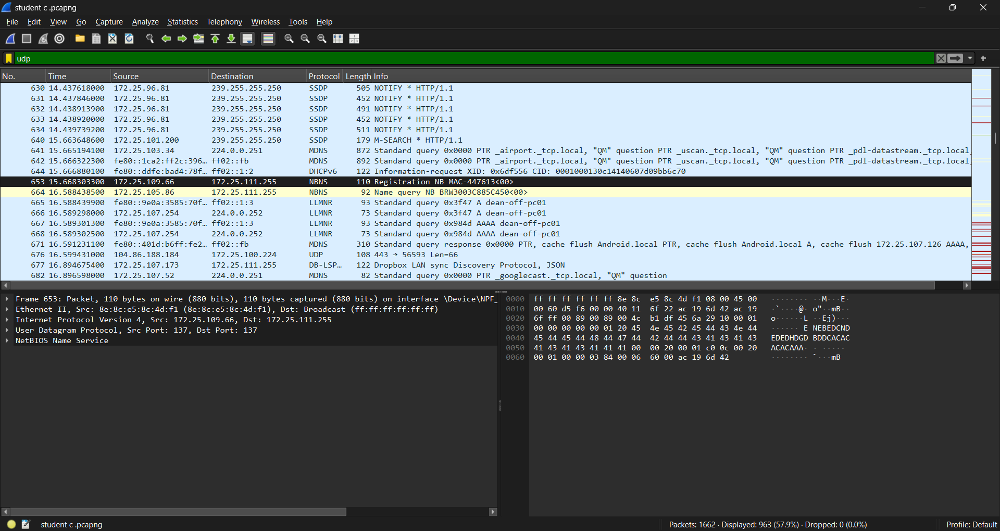 student c .pcapng
File Edit View Go Capture Analyze Statistics Telephony Wireless Tools Help
udp
No. Time Source Destination Protocol Length Info
630 14.437618000 172.25.96.81 239.255.255.250 SSDP 505 NOTIFY * HTTP/1.1
631 14.437846000 172.25.96.81 239.255.255.250 SSDP 452 NOTIFY * HTTP/1.1
632 14.438913900 172.25.96.81 239.255.255.250 SSDP 491 NOTIFY * HTTP/1.1
633 14.438920000 172.25.96.81 239.255.255.250 SSDP 452 NOTIFY * HTTP/1.1
634 14.439739200 172.25.96.81 239.255.255.250 SSDP 511 NOTIFY * HTTP/1.1
640 15.663648600 172.25.101.200 239.255.255.250 SSDP 179 M-SEARCH * HTTP/1.1
641 15.665194100 172.25.103.34 224.0.0.251 MDNS 872 Standard query 0x0000 PTR _airport._tcp.local, "QM" question PTR _uscan._tcp.local, "QM" question PTR _pdl-datastream._tcp.local,
642 15.666322300 fe80::1ca2:ff2c:396… ff02::fb MDNS 892 Standard query 0x0000 PTR _airport._tcp.local, "QM" question PTR _uscan._tcp.local, "QM" question PTR _pdl-datastream._tcp.local,
644 15.666880100 fe80::ddfe:bad4:78f… ff02::1:2 DHCPv6 122 Information-request XID: 0x6df556 CID: 0001000130c14140607d09bb6c70
653 15.668303300 172.25.109.66 172.25.111.255 NBNS 110 Registration NB MAC-447613<00>
664 16.588438500 172.25.105.86 172.25.111.255 NBNS 92 Name query NB BRW3003C885C450<00>
665 16.588439900 fe80::9e0a:3585:70f… ff02::1:3 LLMNR 93 Standard query 0x3f47 A dean-off-pc01
666 16.589298000 172.25.107.254 224.0.0.252 LLMNR 73 Standard query 0x3f47 A dean-off-pc01
667 16.589301300 fe80::9e0a:3585:70f… ff02::1:3 LLMNR 93 Standard query 0x984d AAAA dean-off-pc01
668 16.589302500 172.25.107.254 224.0.0.252 LLMNR 73 Standard query 0x984d AAAA dean-off-pc01
671 16.591231100 fe80::401d:b6ff:fe2… ff02::fb MDNS 310 Standard query response 0x0000 PTR, cache flush Android.local PTR, cache flush Android.local A, cache flush 172.25.107.126 AAAA,
676 16.599431000 104.86.188.184 172.25.100.224 UDP 108 443 → 56593 Len=66
677 16.894675400 172.25.107.173 172.25.111.255 DB-LSP… 122 Dropbox LAN sync Discovery Protocol, JSON
682 16.896598000 172.25.107.52 224.0.0.251 MDNS 82 Standard query 0x0000 PTR _googlecast._tcp.local, "QM" question
Frame 653: Packet, 110 bytes on wire (880 bits), 110 bytes captured (880 bits) on interface \Device\NPF_
Ethernet II, Src: 8e:8c:e5:8c:4d:f1 (8e:8c:e5:8c:4d:f1), Dst: Broadcast (ff:ff:ff:ff:ff:ff)
Internet Protocol Version 4, Src: 172.25.109.66, Dst: 172.25.111.255
User Datagram Protocol, Src Port: 137, Dst Port: 137
NetBIOS Name Service
0000 ff ff ff ff ff ff 8e 8c e5 8c 4d f1 08 00 45 00 ········ ··M···E·
0010 00 60 d5 f6 00 00 40 11 6f 22 ac 19 6d 42 ac 19 ·`····@· o"··mB··
0020 6f ff 00 89 00 89 00 4c b1 df 45 6a 29 10 00 01 o······L ··Ej)···
0030 00 00 00 00 00 01 20 45 4e 45 42 45 44 43 4e 44 ······ E NEBEDCND
0040 45 44 45 44 48 44 47 44 42 44 44 43 41 43 41 43 EDEDHDGD BDDCACAC
0050 41 43 41 43 41 41 41 00 00 20 00 01 c0 0c 00 20 ACACAAA· · ·····
0060 00 01 00 00 03 84 00 06 60 00 ac 19 6d 42 ········ `···mB
student c .pcapng
Packets: 1662 · Displayed: 963 (57.9%) · Dropped: 0 (0.0%)
Profile: Default